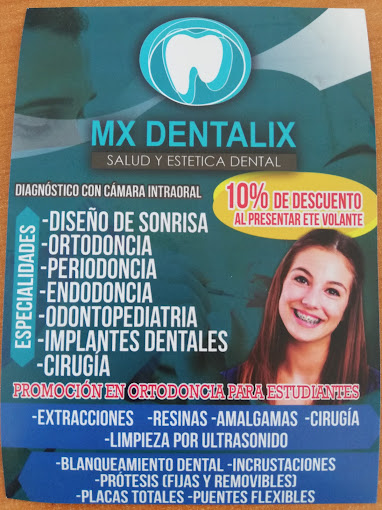 MX DENTALIX
SALUD Y ESTETICA DENTAL
DIAGNÓSTICO CON CÁMARA INTRAORAL
10% DE DESCUENTO
AL PRESENTAR ETE VOLANTE
ESPECIALIDADES
-DISEÑO DE SONRISA
-ORTODONCIA
-PERIODONCIA
-ENDODONCIA
-ODONTOPEDIATRIA
-IMPLANTES DENTALES
-CIRUGÍA
PROMOCIÓN EN ORTODONCIA PARA ESTUDIANTES
-EXTRACCIONES -RESINAS -AMALGAMAS -CIRUGÍA
-LIMPIEZA POR ULTRASONIDO
-BLANQUEAMIENTO DENTAL -INCRUSTACIONES
-PRÓTESIS (FIJAS Y REMOVIBLES)
-PLACAS TOTALES -PUENTES FLEXIBLES